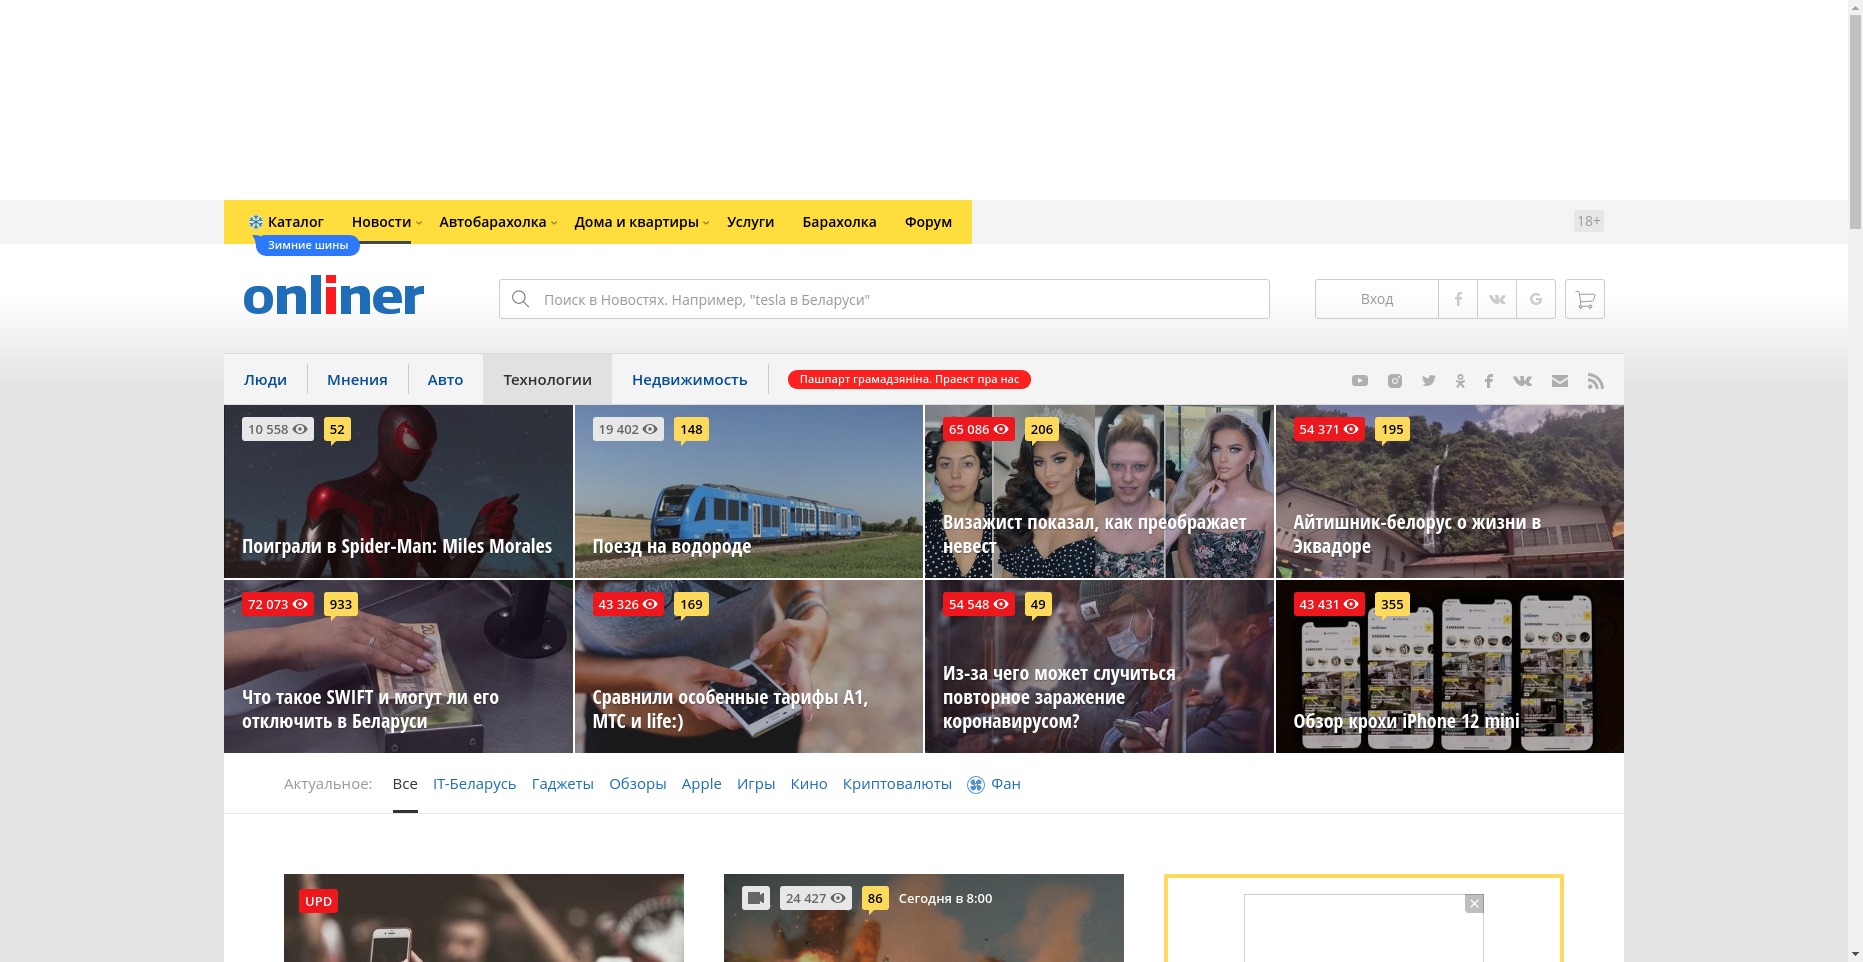 Каталог Новости Автобарахолка Дома и квартиры Услуги Барахолка Форум 18+
Зимние шины
onliner
Поиск в Новостях. Например, "tesla в Беларуси"
Вход
Люди Мнения Авто Технологии Недвижимость Пашпарт грамадзяніна. Праект пра нас
10 558 52
Поиграли в Spider-Man: Miles Morales
19 402 148
Поезд на водороде
65 086 206
Визажист показал, как преображает
невест
54 371 195
Айтишник-белорус о жизни в
Эквадоре
72 073 933
Что такое SWIFT и могут ли его
отключить в Беларуси
43 326 169
Сравнили особенные тарифы A1,
МТС и life:)
54 548 49
Из-за чего может случиться
повторное заражение
коронавирусом?
43 431 355
Обзор крохи iPhone 12 mini
Актуальное: Все IT-Беларусь Гаджеты Обзоры Apple Игры Кино Криптовалюты Фан
UPD
24 427 86 Сегодня в 8:00